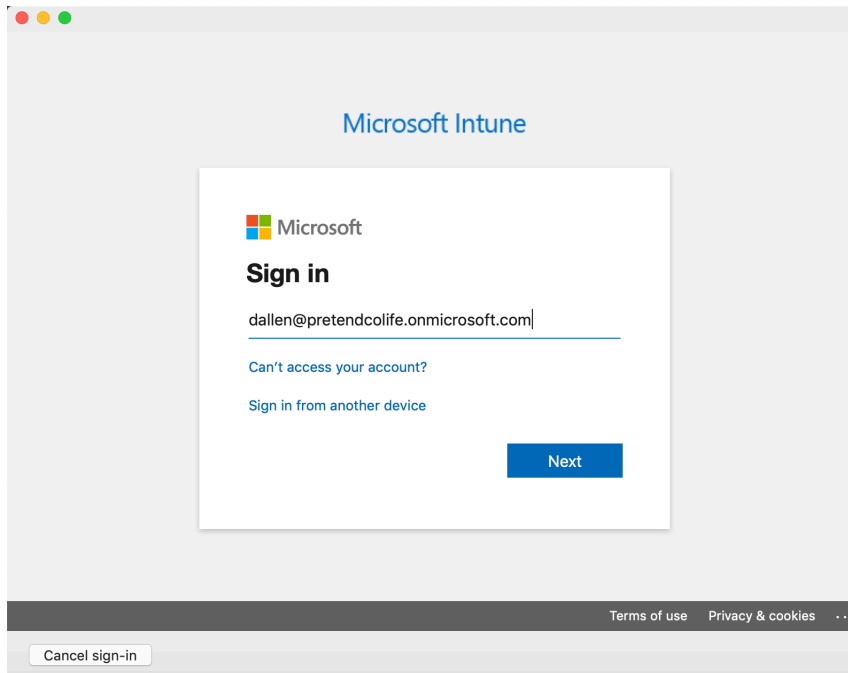 Microsoft Intune
Microsoft
Sign in
dallen@pretendcolife.onmicrosoft.com
Can't access your account?
Sign in from another device
Next
Terms of use Privacy & cookies ..
Cancel sign-in